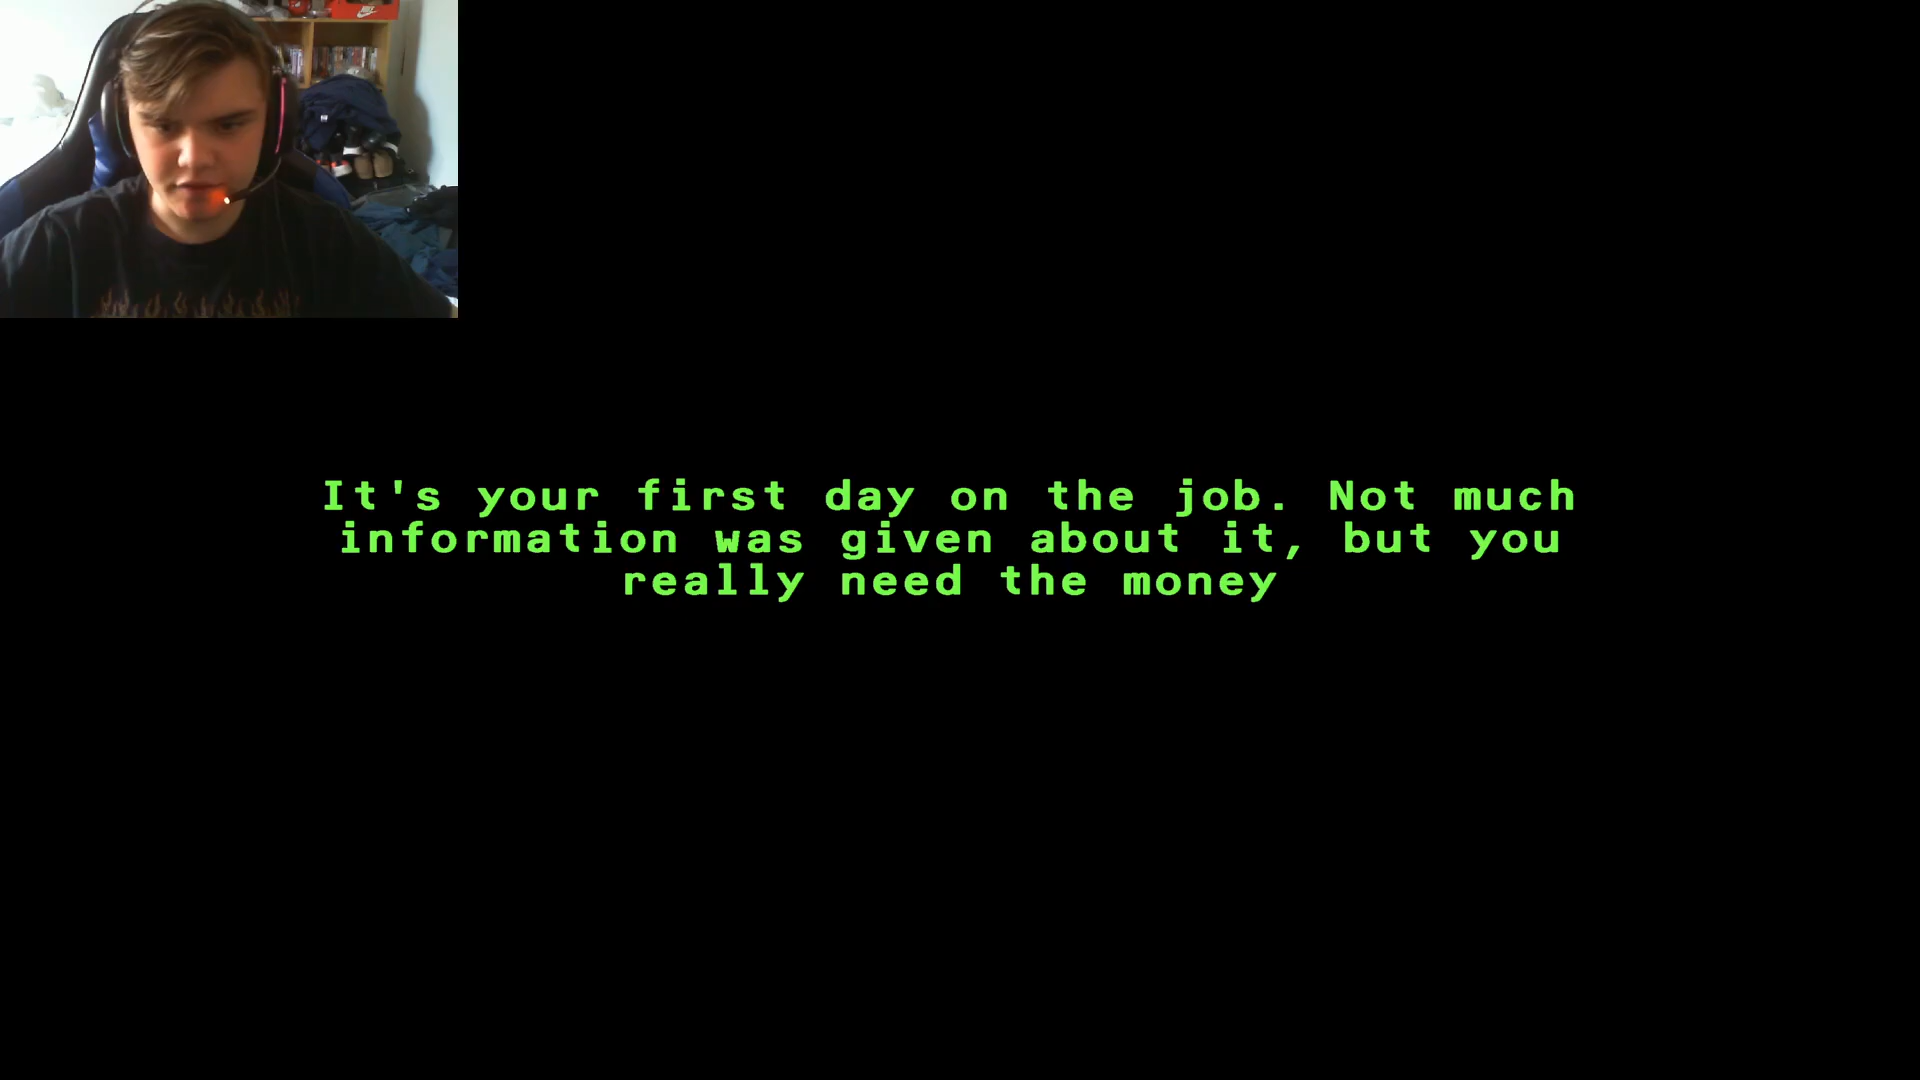 It's your first day on the job. Not much
information was given about it, but you
really need the money